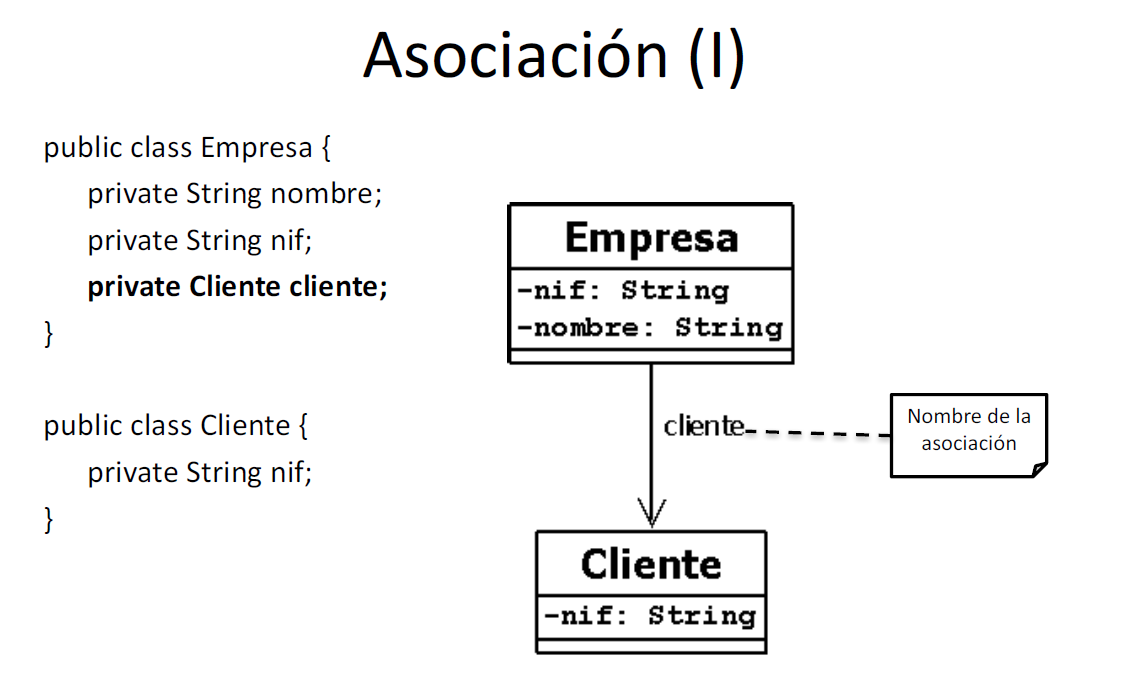 Asociación (I)
public class Empresa {
private String nombre;
private String nif;
private Cliente cliente;
}
public class Cliente {
private String nif;
}
Empresa
-nif: String
-nombre: String
cliente
Nombre de la
asociación
Cliente
-nif: String